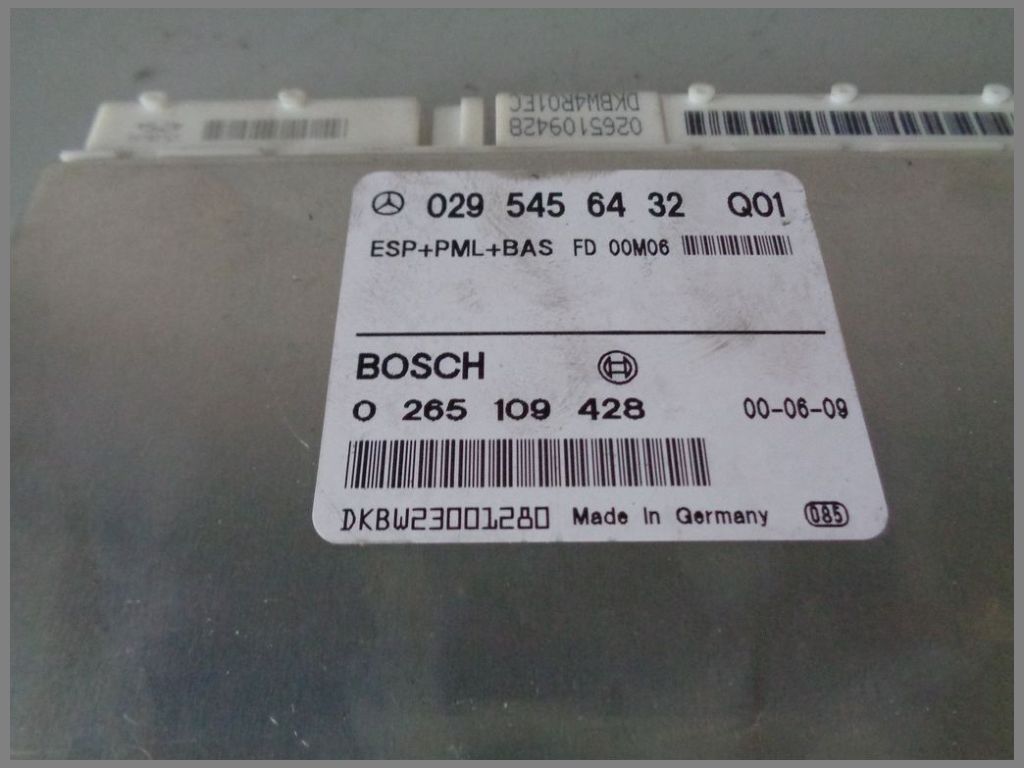 DKBW4R01EC
0265109428
029 545 64 32 Q01
ESP+PML+BAS FD 00M06
BOSCH
0 265 109 428 00-06-09
DKBW23001280 Made In Germany 085